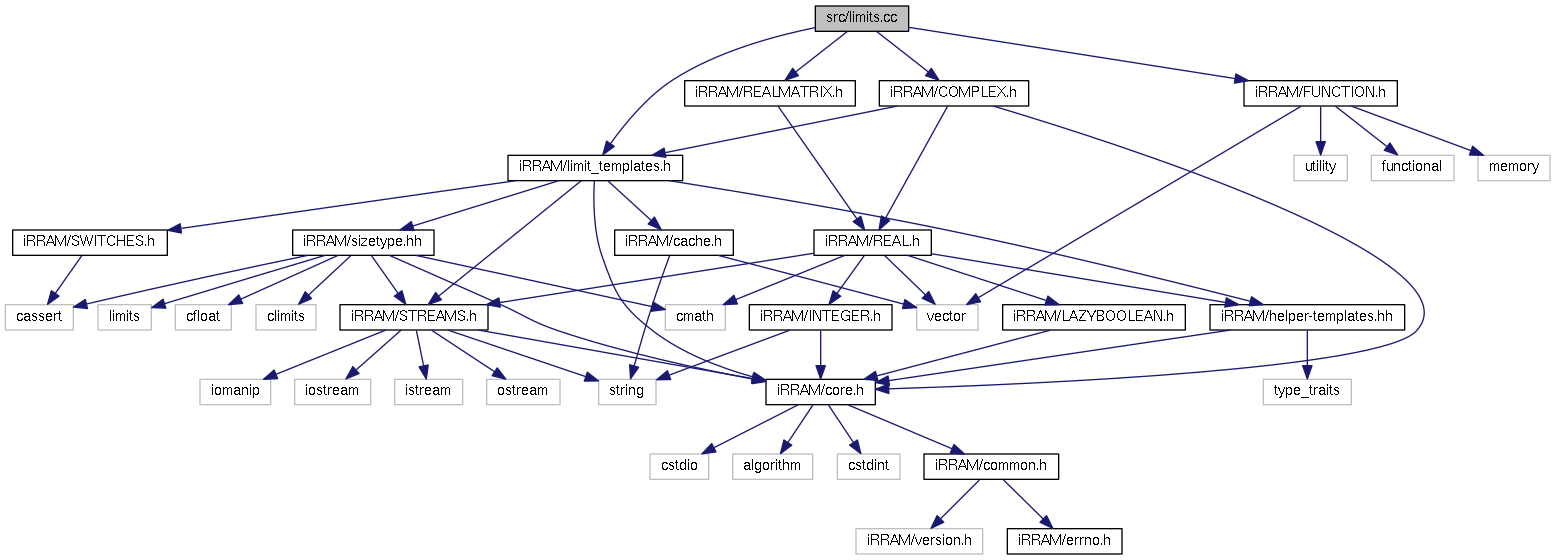 src/limits.cc
iRRAM/REALMATRIX.h
iRRAM/COMPLEX.h
iRRAM/FUNCTION.h
iRRAM/limit_templates.h
utility
functional
memory
iRRAM/SWITCHES.h
iRRAM/sizetype.hh
iRRAM/cache.h
iRRAM/REAL.h
cassert
limits
cfloat
climits
iRRAM/STREAMS.h
cmath
iRRAM/INTEGER.h
vector
iRRAM/LAZYBOOLEAN.h
iRRAM/helper-templates.hh
iomanip
iostream
istream
ostream
string
iRRAM/core.h
type_traits
cstdio
algorithm
cstdint
iRRAM/common.h
iRRAM/version.h
iRRAM/errno.h